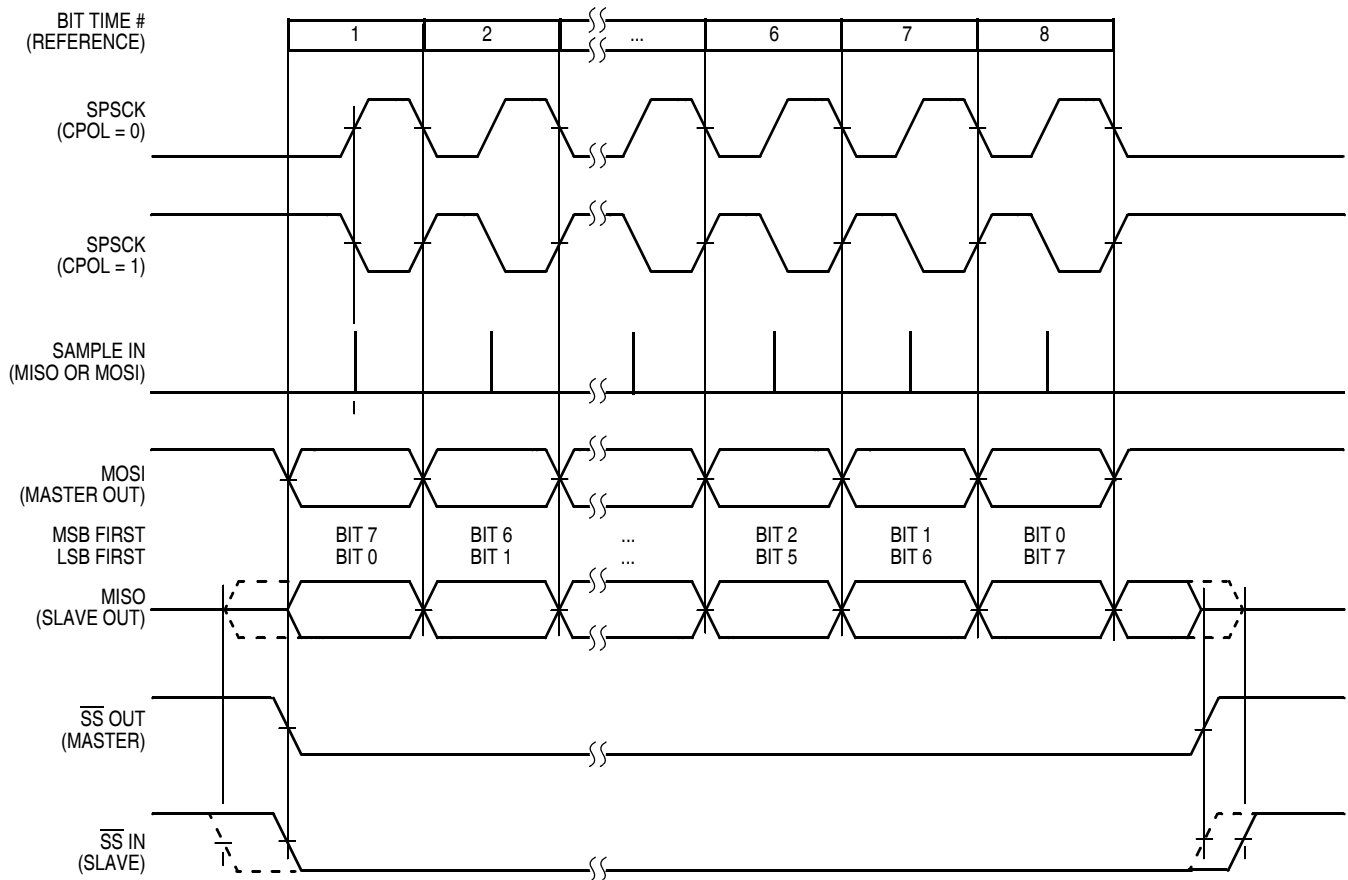 BIT TIME #
(REFERENCE)
1 2 ... 6 7 8
SPSCK
(CPOL = 0)
SPSCK
(CPOL = 1)
SAMPLE IN
(MISO OR MOSI)
MOSI
(MASTER OUT)
MSB FIRST BIT 7 BIT 6 ... BIT 2 BIT 1 BIT 0
LSB FIRST BIT 0 BIT 1 ... BIT 5 BIT 6 BIT 7
MISO
(SLAVE OUT)
S̅S̅ OUT
(MASTER)
S̅S̅ IN
(SLAVE)